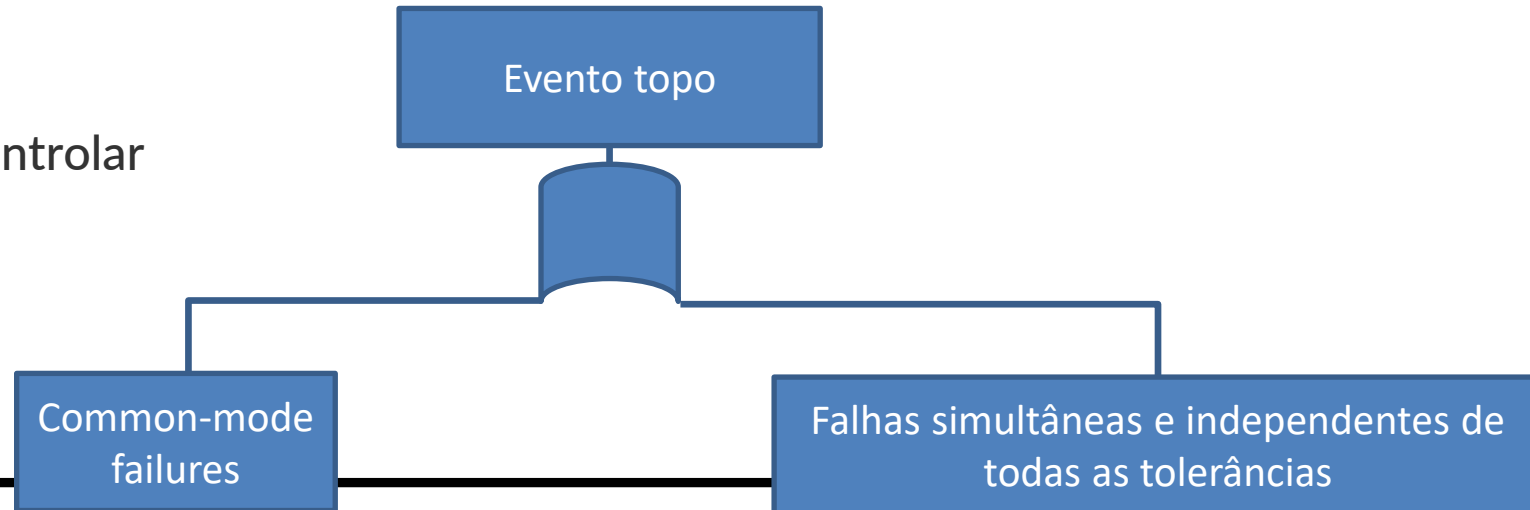 Evento topo
ntrolar
Common-mode
failures
Falhas simultâneas e independentes de
todas as tolerâncias